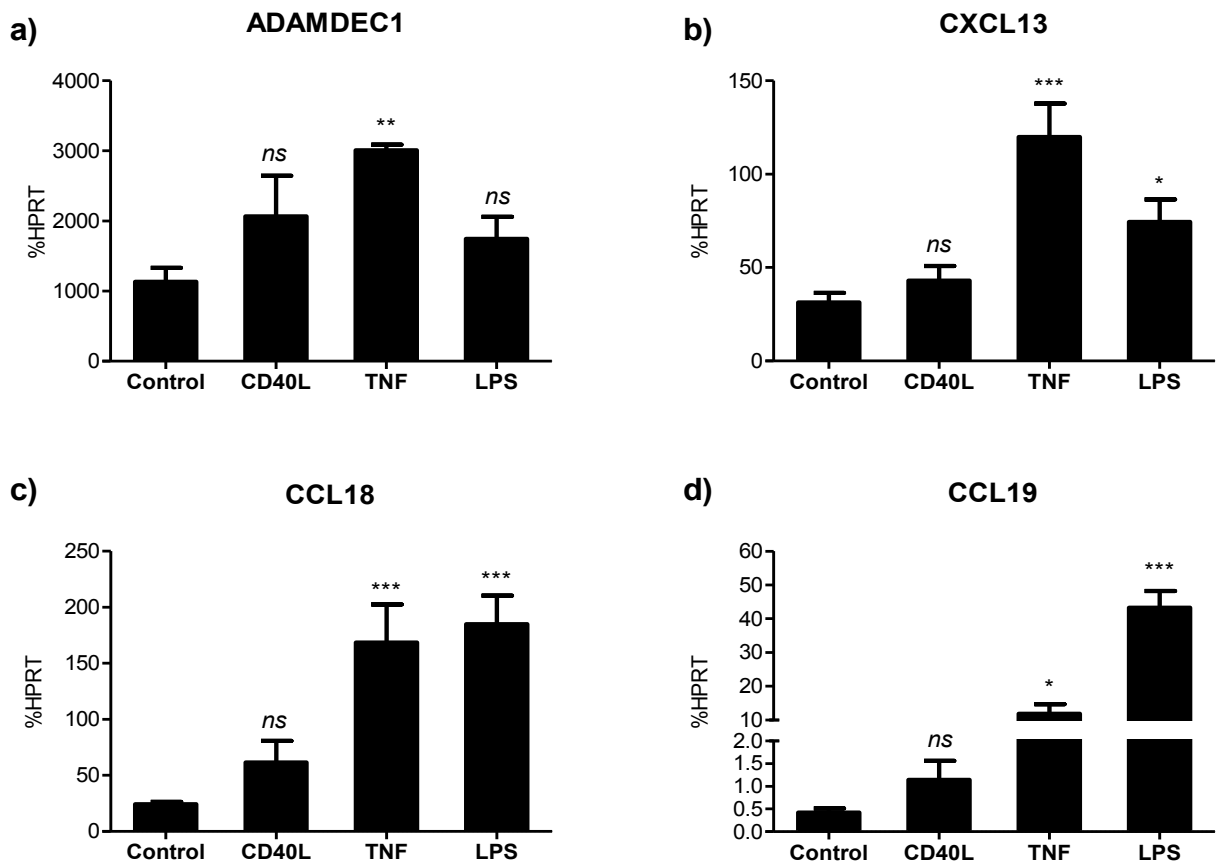 a)
ADAMDEC1
%HPRT
4000
3000
2000
1000
0
ns
**
ns
Control CD40L TNF LPS
b)
CXCL13
%HPRT
150
100
50
0
ns
***
*
Control CD40L TNF LPS
c)
CCL18
%HPRT
250
200
150
100
50
0
ns
***
***
Control CD40L TNF LPS
d)
CCL19
%HPRT
60
50
40
30
20
10
2.0
1.5
1.0
0.5
0.0
ns
*
***
Control CD40L TNF LPS